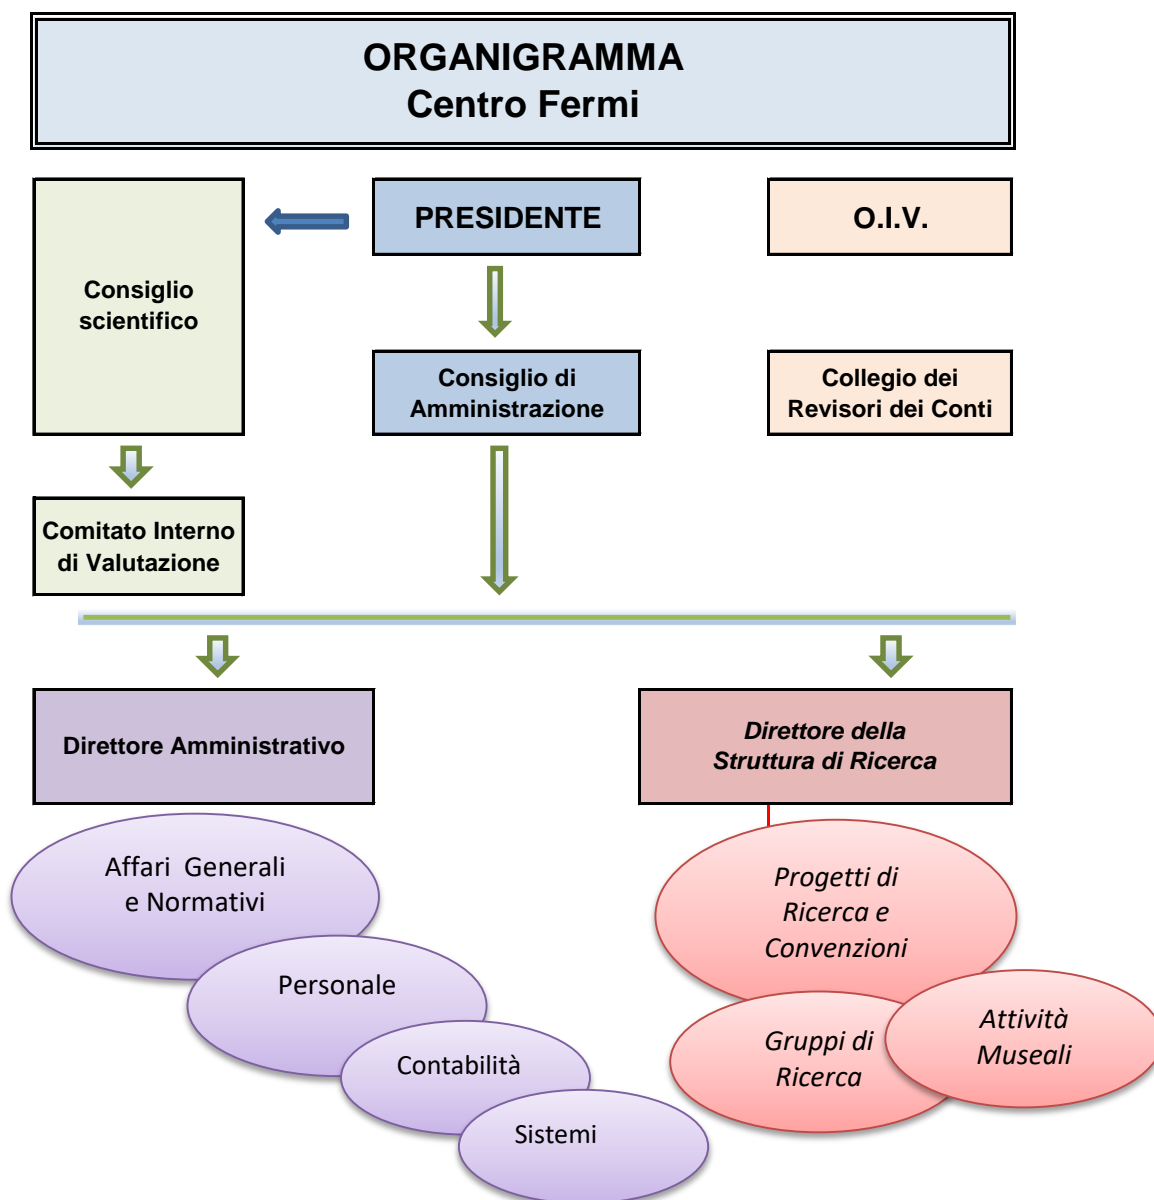 ORGANIGRAMMA
Centro Fermi
Consiglio
scientifico
PRESIDENTE
O.I.V.
Consiglio di
Amministrazione
Collegio dei
Revisori dei Conti
Comitato Interno
di Valutazione
Direttore Amministrativo
Direttore della
Struttura di Ricerca
Affari Generali
e Normativi
Personale
Contabilità
Sistemi
Progetti di
Ricerca e
Convenzioni
Gruppi di
Ricerca
Attività
Museali